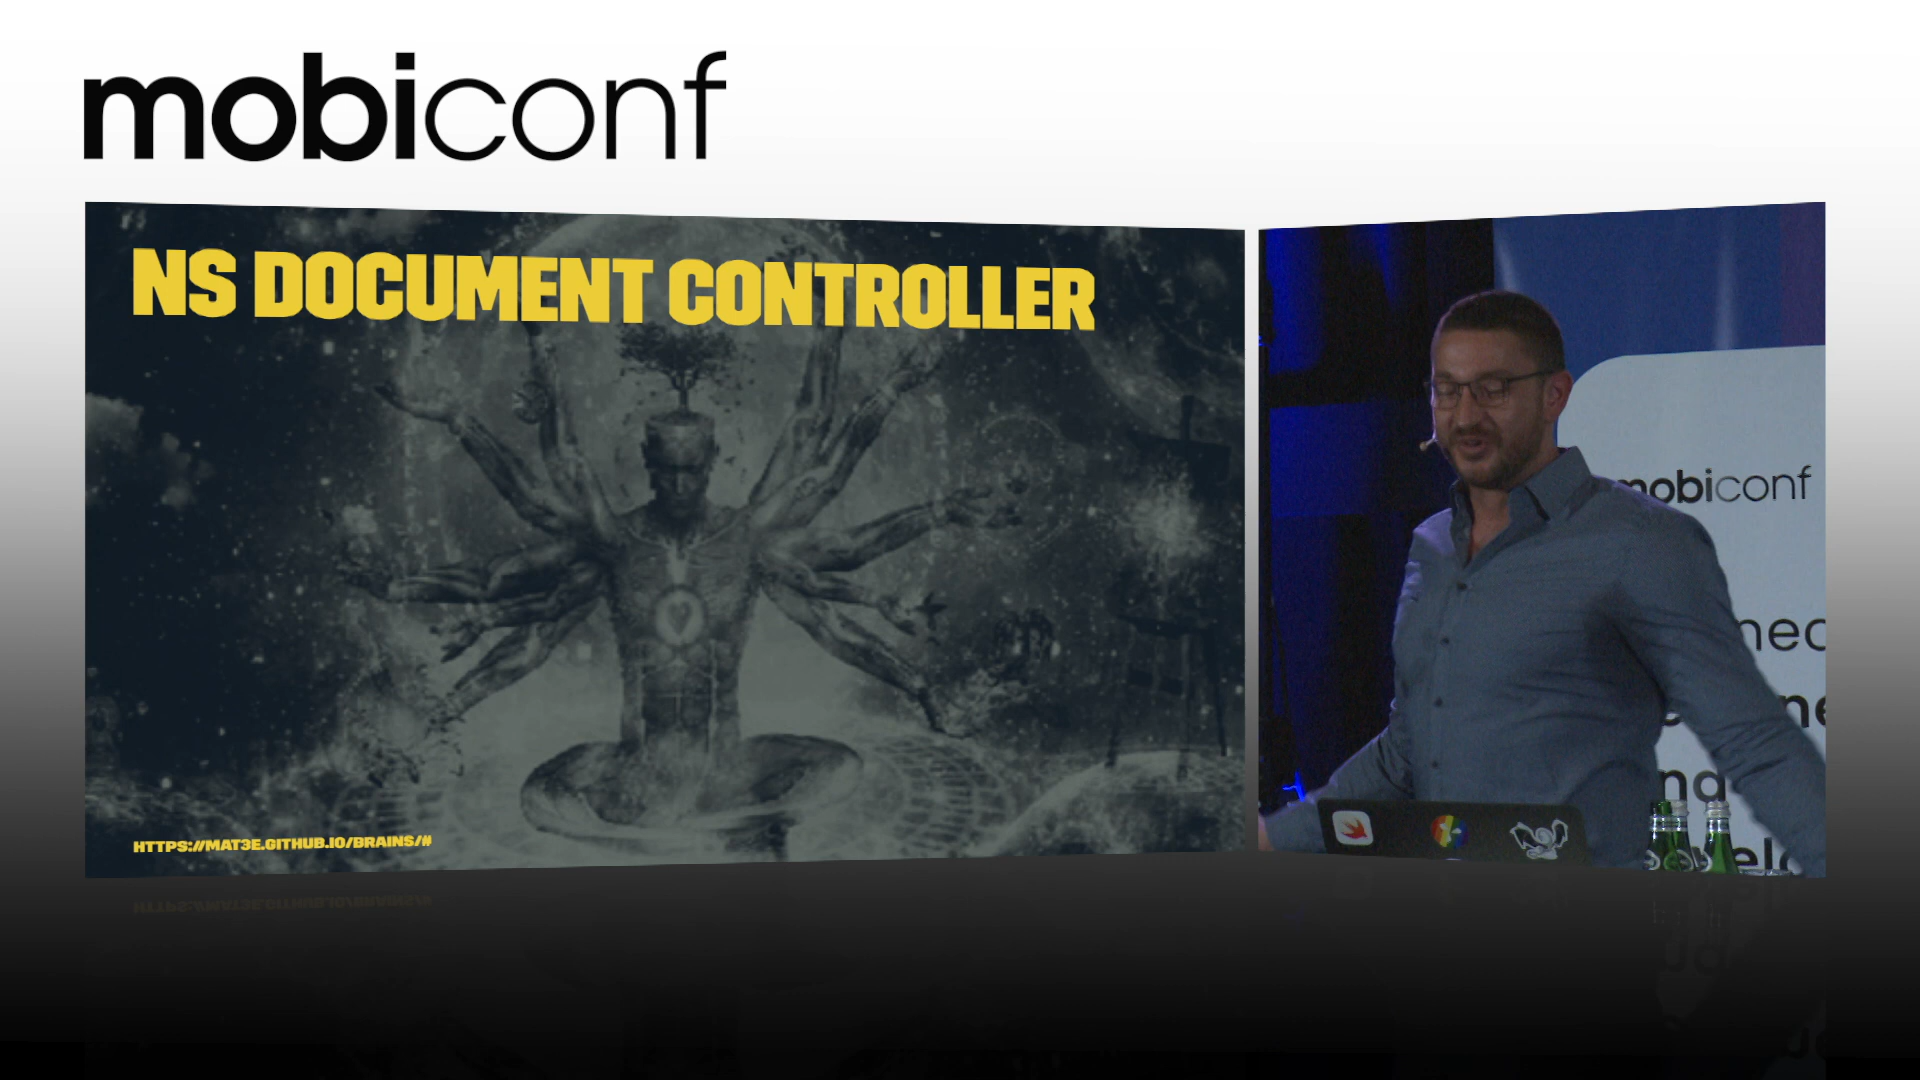 mobiconf
NS DOCUMENT CONTROLLER
HTTPS://MAT3E.GITHUB.IO/BRAINS/#
mobiconf